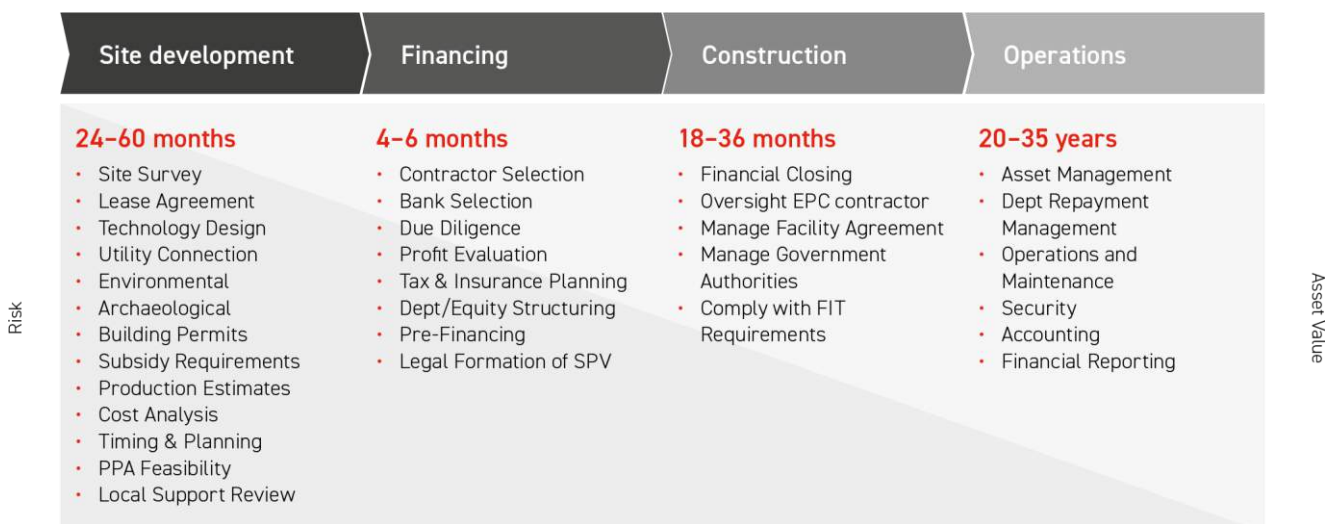 Site development
Financing
Construction
Operations
Risk
24–60 months
• Site Survey
• Lease Agreement
• Technology Design
• Utility Connection
• Environmental
• Archaeological
• Building Permits
• Subsidy Requirements
• Production Estimates
• Cost Analysis
• Timing & Planning
• PPA Feasibility
• Local Support Review
4–6 months
• Contractor Selection
• Bank Selection
• Due Diligence
• Profit Evaluation
• Tax & Insurance Planning
• Dept/Equity Structuring
• Pre-Financing
• Legal Formation of SPV
18–36 months
• Financial Closing
• Oversight EPC contractor
• Manage Facility Agreement
• Manage Government
Authorities
• Comply with FIT
Requirements
20–35 years
• Asset Management
• Dept Repayment
Management
• Operations and
Maintenance
• Security
• Accounting
• Financial Reporting
Asset Value